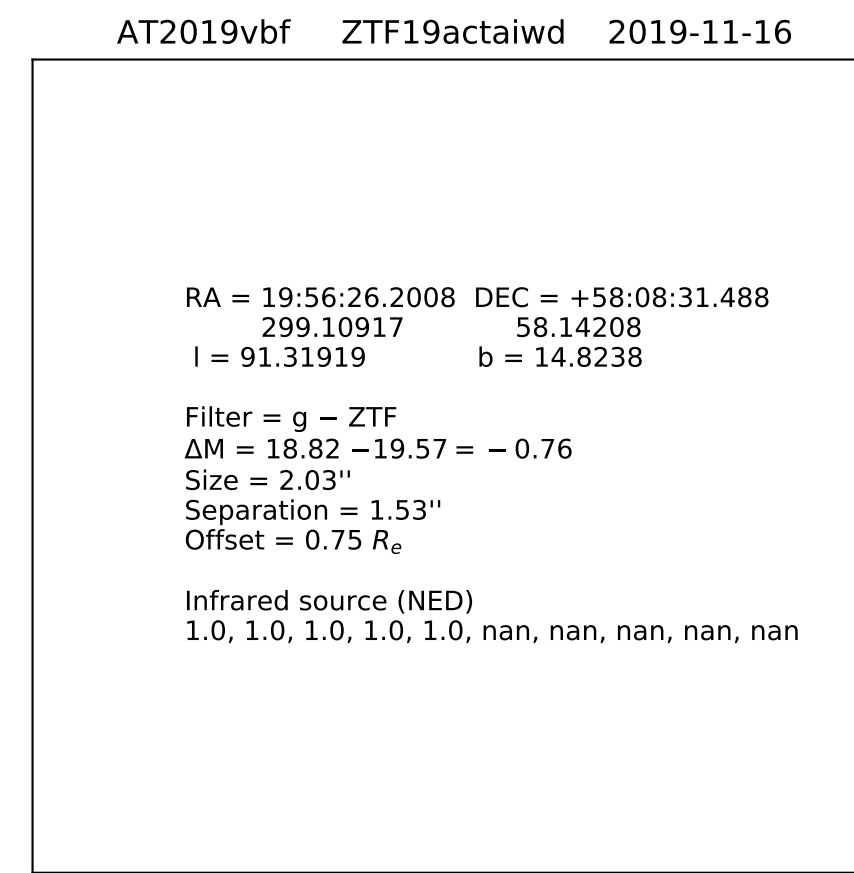 AT2019vbf ZTF19actaiwd 2019-11-16
RA = 19:56:26.2008 DEC = +58:08:31.488
299.10917 58.14208
l = 91.31919 b = 14.8238
Filter = g − ZTF
ΔM = 18.82 −19.57 = − 0.76
Size = 2.03''
Separation = 1.53''
Offset = 0.75 Re
Infrared source (NED)
1.0, 1.0, 1.0, 1.0, 1.0, nan, nan, nan, nan, nan